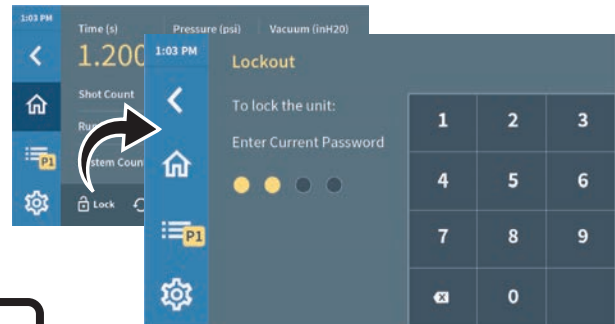 1:03 PM
Time (s)
Pressure (psi)
Vacuum (inH20)
1.200
Shot Count
P1
Lock
1:03 PM
Lockout
To lock the unit:
Enter Current Password
P1
1 2 3
4 5 6
7 8 9
0